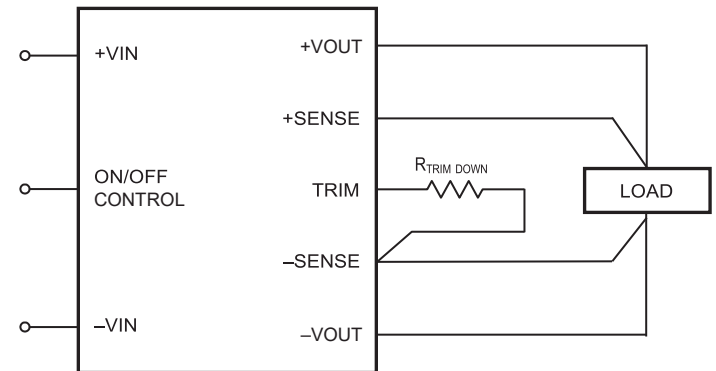 +VIN
ON/OFF
CONTROL
–VIN
+VOUT
+SENSE
TRIM
–SENSE
–VOUT
RTRIM DOWN
LOAD